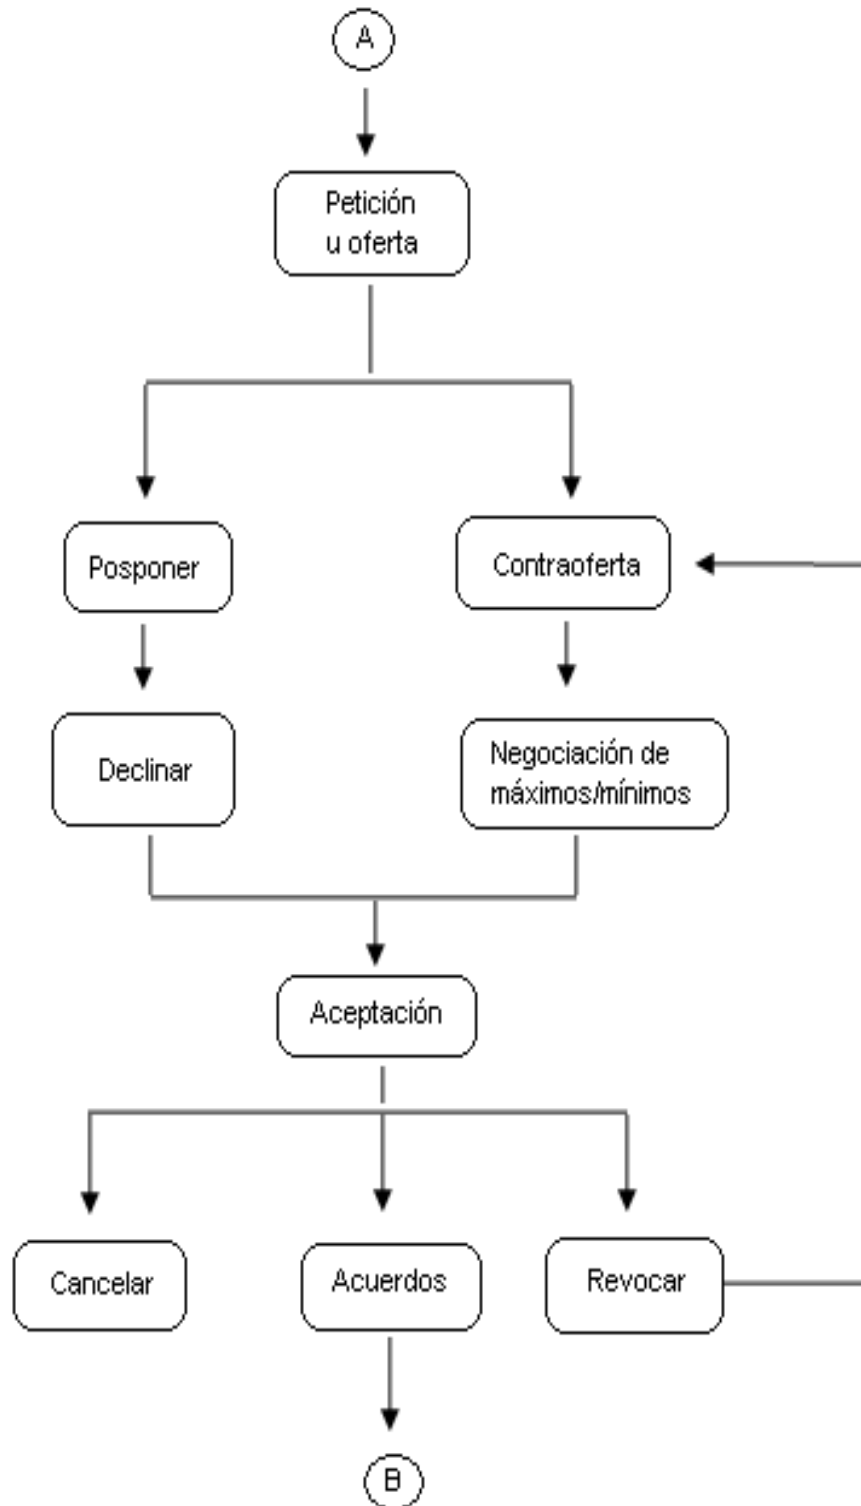 A
Petición
u oferta
Posponer
Contraoferta
Declinar
Negociación de
máximos/mínimos
Aceptación
Cancelar
Acuerdos
Revocar
B